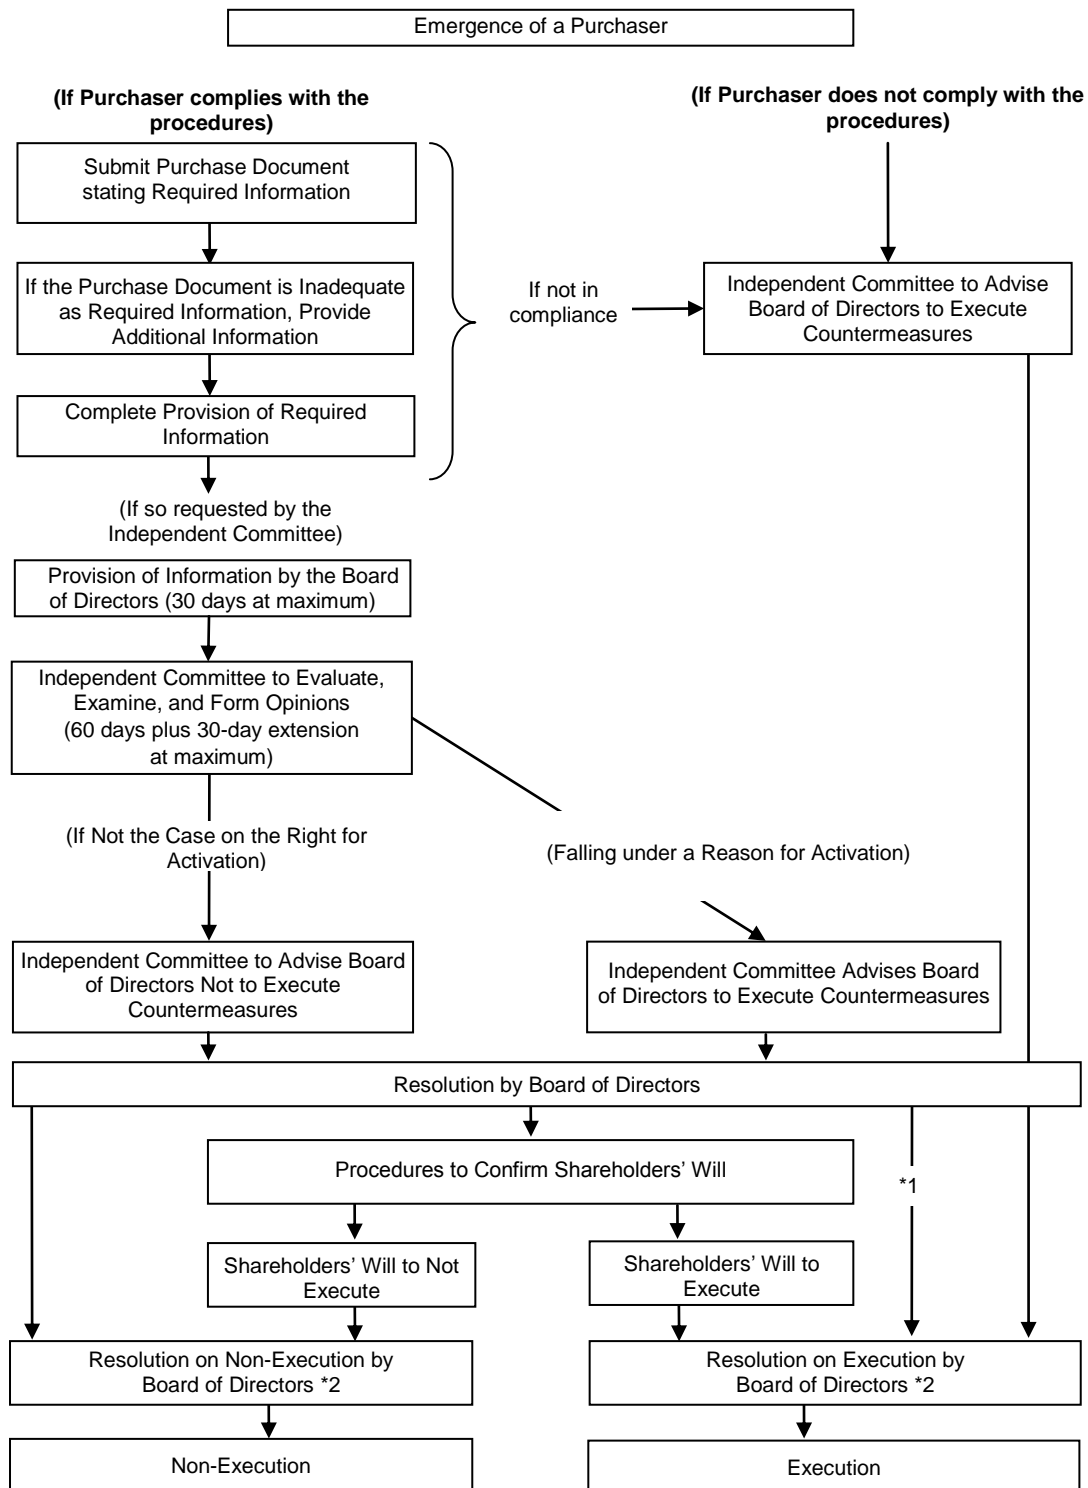 Emergence of a Purchaser
(If Purchaser complies with the
procedures)
(If Purchaser does not comply with the
procedures)
Submit Purchase Document
stating Required Information
If the Purchase Document is Inadequate
as Required Information, Provide
Additional Information
If not in
compliance
Independent Committee to Advise
Board of Directors to Execute
Countermeasures
Complete Provision of Required
Information
(If so requested by the
Independent Committee)
Provision of Information by the Board
of Directors (30 days at maximum)
Independent Committee to Evaluate,
Examine, and Form Opinions
(60 days plus 30-day extension
at maximum)
(If Not the Case on the Right for
Activation)
(Falling under a Reason for Activation)
Independent Committee to Advise Board
of Directors Not to Execute
Countermeasures
Independent Committee Advises Board
of Directors to Execute Countermeasures
Resolution by Board of Directors
Procedures to Confirm Shareholders’ Will
*1
Shareholders’ Will to Not
Execute
Shareholders’ Will to
Execute
Resolution on Non-Execution by
Board of Directors *2
Resolution on Execution by
Board of Directors *2
Non-Execution
Execution